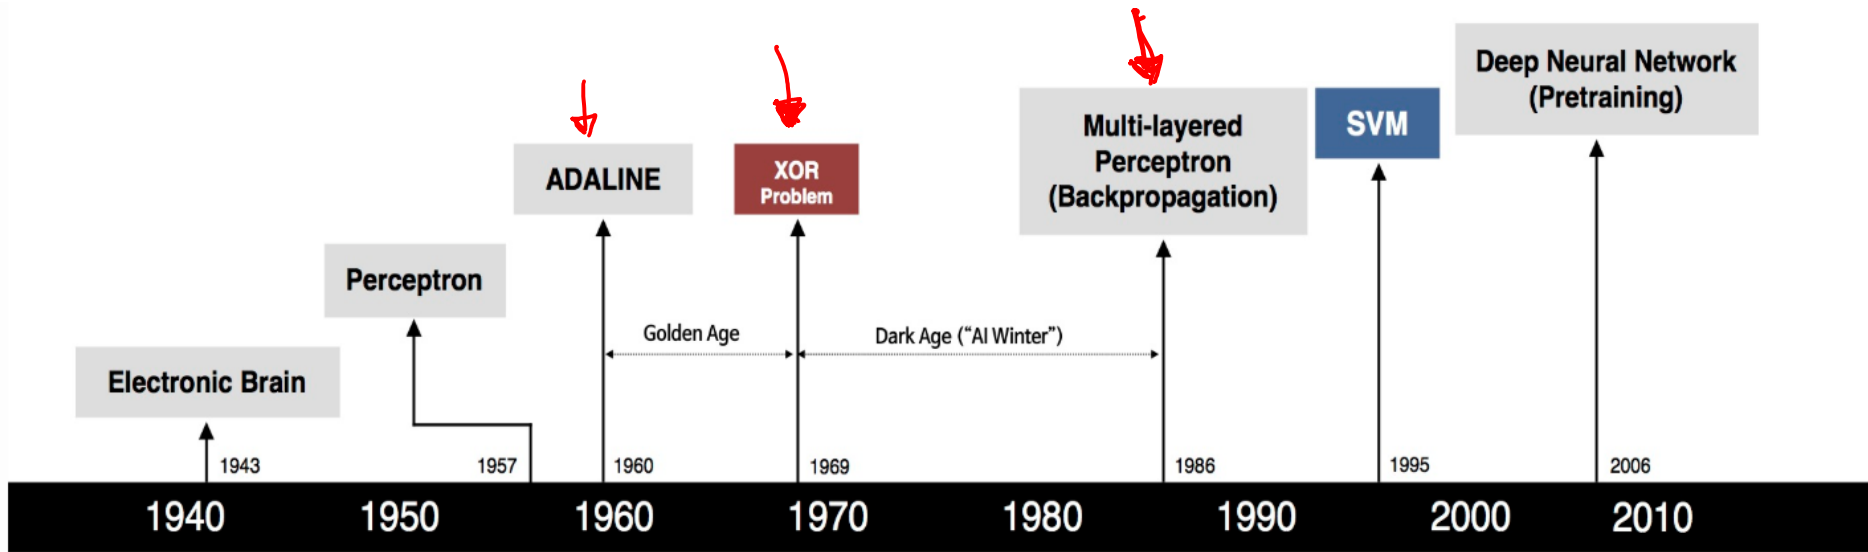 Deep Neural Network
(Pretraining)
Multi-layered
Perceptron
(Backpropagation)
SVM
ADALINE
XOR
Problem
Perceptron
Golden Age
Dark Age ("AI Winter")
Electronic Brain
1943
1957
1960
1969
1986
1995
2006
1940
1950
1960
1970
1980
1990
2000
2010